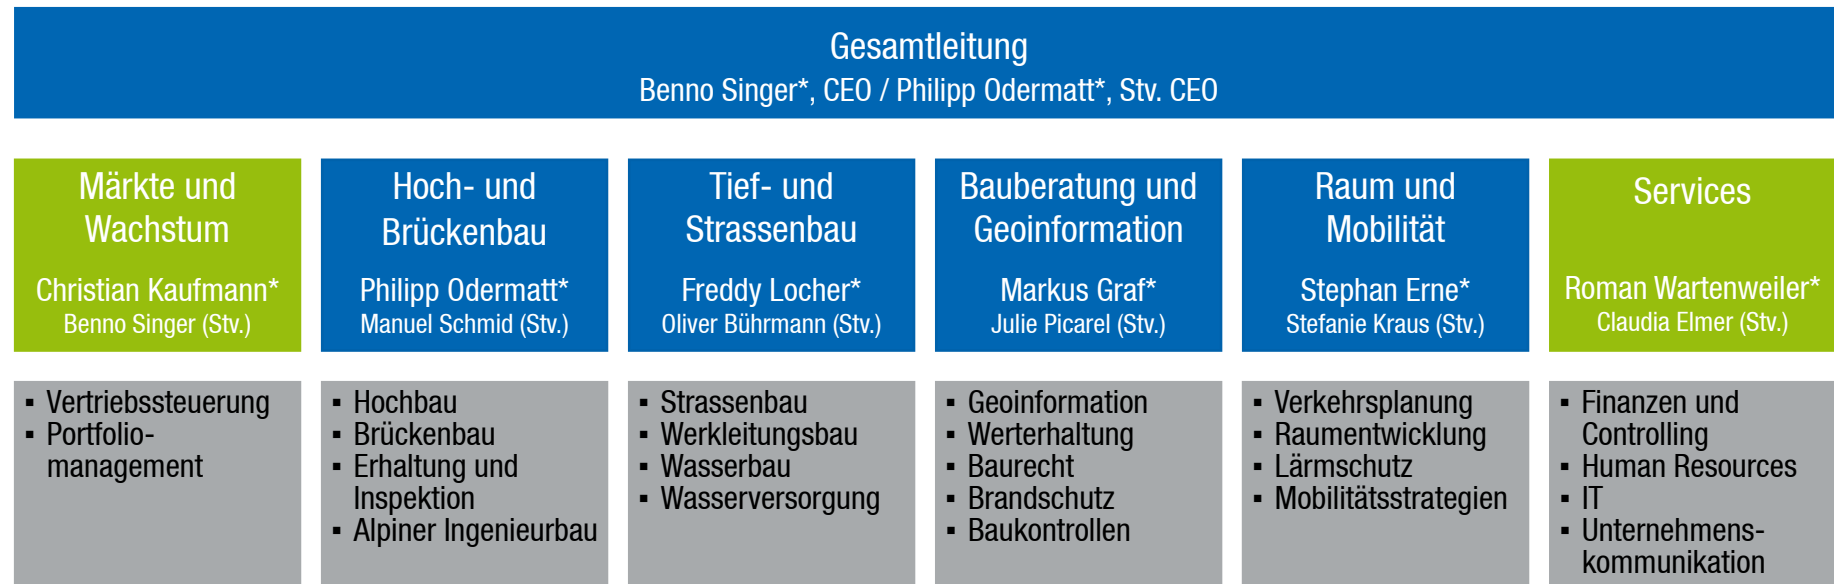 Gesamtleitung
Benno Singer*, CEO / Philipp Odermatt*, Stv. CEO
Märkte und
Wachstum
Christian Kaufmann*
Benno Singer (Stv.)
▪ Vertriebssteuerung
▪ Portfolio-
management
Hoch- und
Brückenbau
Philipp Odermatt*
Manuel Schmid (Stv.)
▪ Hochbau
▪ Brückenbau
▪ Erhaltung und
Inspektion
▪ Alpiner Ingenieurbau
Tief- und
Strassenbau
Freddy Locher*
Oliver Bührmann (Stv.)
▪ Strassenbau
▪ Werkleitungsbau
▪ Wasserbau
▪ Wasserversorgung
Bauberatung und
Geoinformation
Markus Graf*
Julie Picarel (Stv.)
▪ Geoinformation
▪ Werterhaltung
▪ Baurecht
▪ Brandschutz
▪ Baukontrollen
Raum und
Mobilität
Stephan Erne*
Stefanie Kraus (Stv.)
▪ Verkehrsplanung
▪ Raumentwicklung
▪ Lärmschutz
▪ Mobilitätsstrategien
Services
Roman Wartenweiler*
Claudia Elmer (Stv.)
▪ Finanzen und
Controlling
▪ Human Resources
▪ IT
▪ Unternehmens-
kommunikation